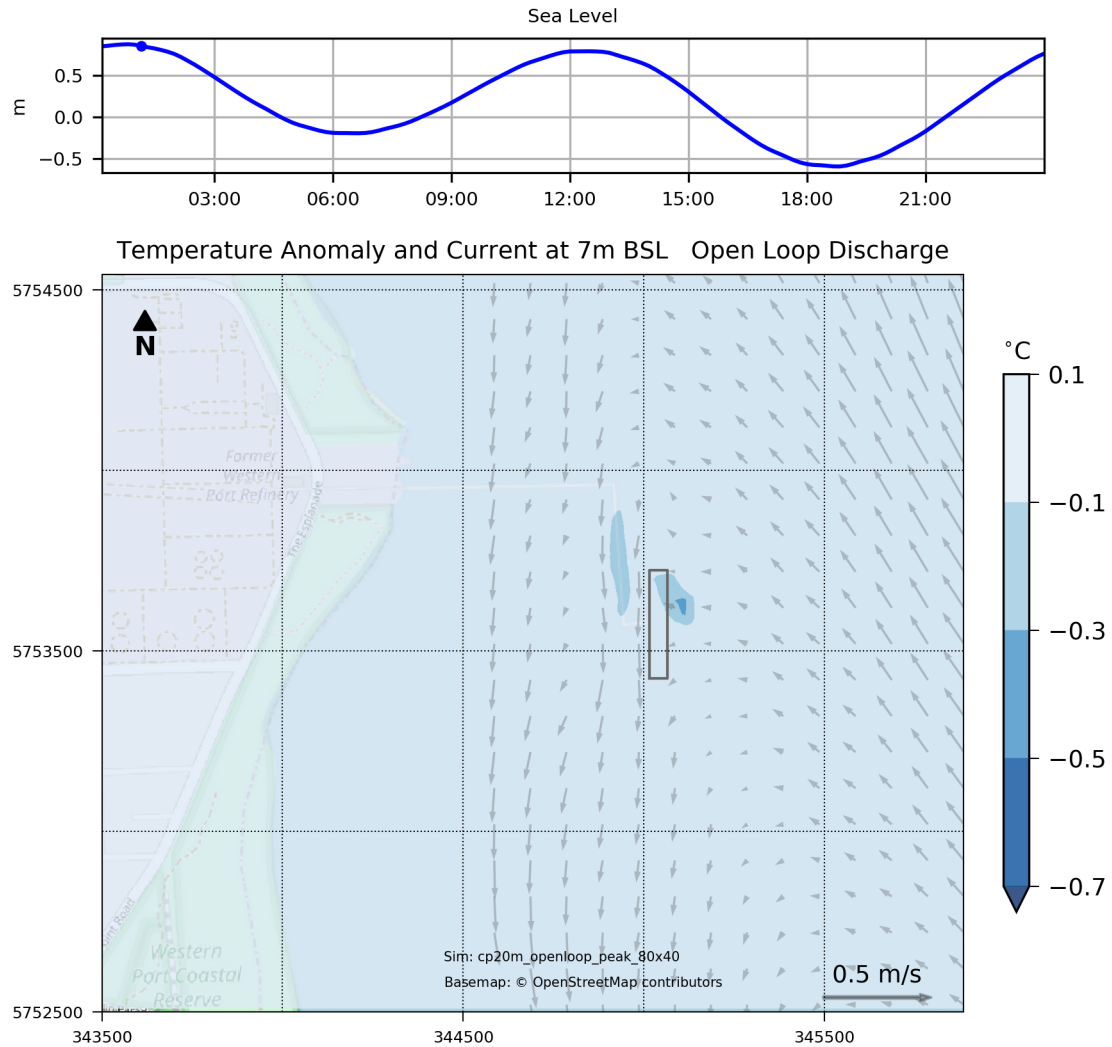 Sea Level
0.5
0.0
−0.5
m
03:00 06:00 09:00 12:00 15:00 18:00 21:00
Temperature Anomaly and Current at 7m BSL Open Loop Discharge
5754500
5753500
5752500
N
Former
Western
Port Refinery
The Esplanade
Western
Port Coastal
Reserve
oint Road
Sim: cp20m_openloop_peak_80x40
Basemap: © OpenStreetMap contributors
0.5 m/s
343500 344500 345500
°C
0.1
−0.1
−0.3
−0.5
−0.7